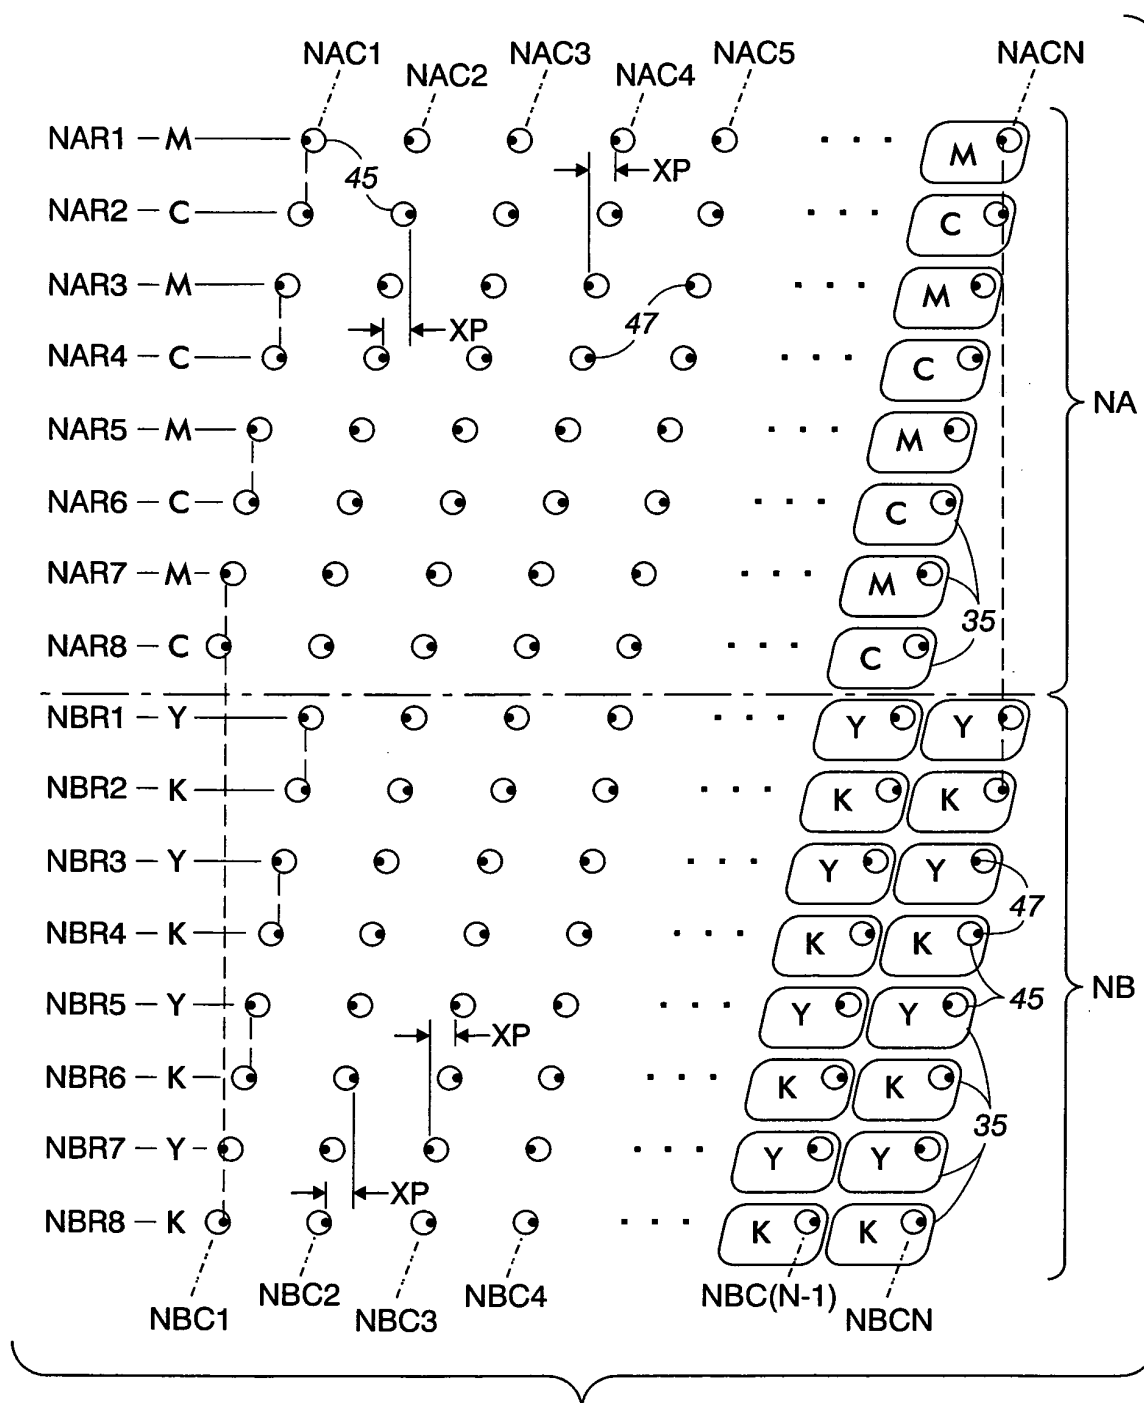 NAC1 NAC2 NAC3 NAC4 NAC5 NACN
NAR1 – M 45 XP M
NAR2 – C C
NAR3 – M M
XP 47
NAR4 – C C
NA
NAR5 – M M
NAR6 – C C
NAR7 – M M
35
NAR8 – C C
NBR1 – Y Y Y
NBR2 – K K K
NBR3 – Y Y Y
47
NBR4 – K K K
NBR5 – Y Y Y 45 NB
XP
NBR6 – K K K
35
NBR7 – Y Y Y
XP
NBR8 – K K K
NBC1 NBC2 NBC3 NBC4 NBC(N-1) NBCN